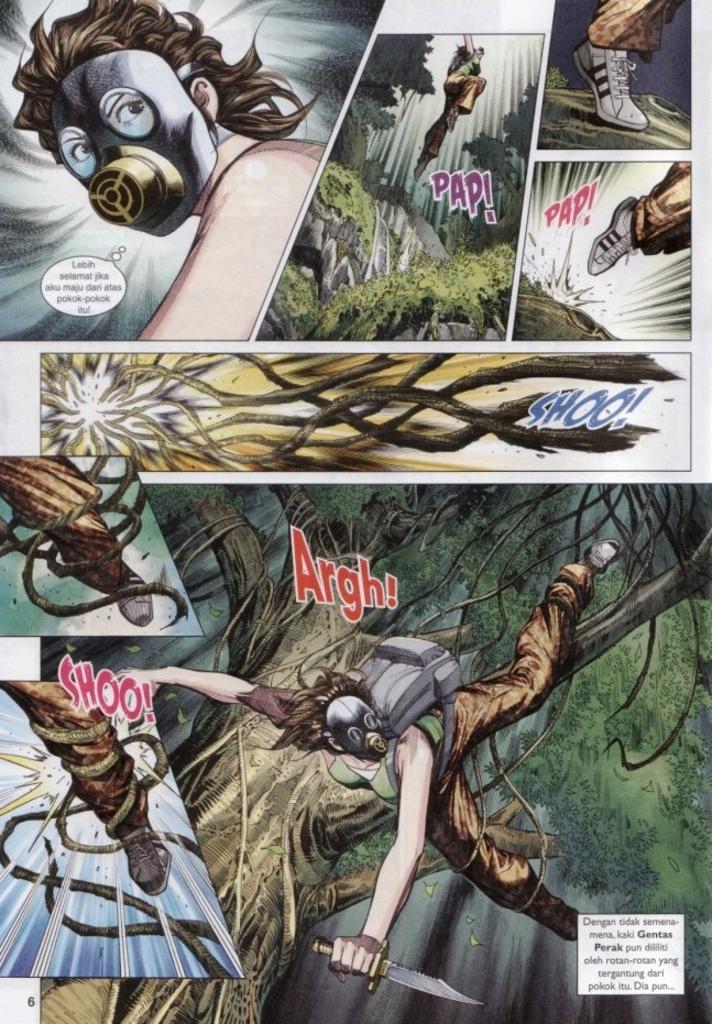 Lebih
selamat jika
aku maju dari atas
pokok-pokok
itu!
PAP!
PAP!
SHOO!
Argh!
SHOO!
Dengan tidak semena-
mena, kaki Gentas
Perak pun dililiti
oleh rotan-rotan yang
tergantung dari
pokok itu. Dia pun...
6